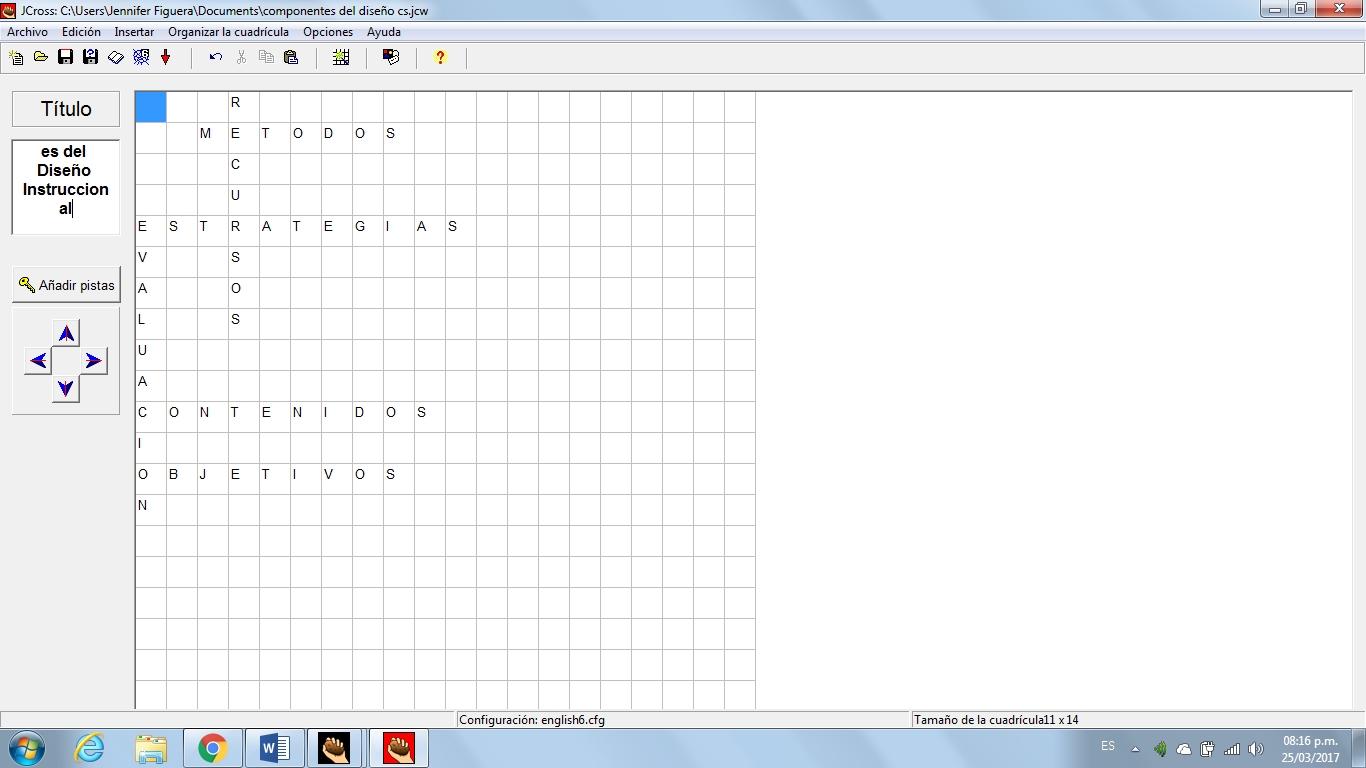 JCross: C:\Users\Jennifer Figuera\Documents\componentes del diseño cs.jcw
Archivo Edición Insertar Organizar la cuadrícula Opciones Ayuda
Título
es del
Diseño
Instruccion
al
Añadir pistas
R
M E T O D O S
C
U
E S T R A T E G I A S
V S
A O
L S
U
A
C O N T E N I D O S
I
O B J E T I V O S
N
Configuración: english6.cfg
Tamaño de la cuadrícula11 x 14
ES
08:16 p.m.
25/03/2017